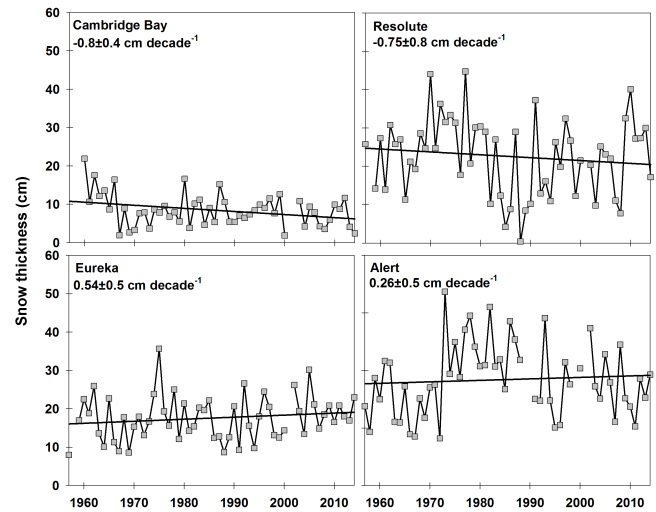 60
50
40
30
20
10
0
Cambridge Bay
-0.8±0.4 cm decade⁻¹
Resolute
-0.75±0.8 cm decade⁻¹
Snow thickness (cm)
60
50
40
30
20
10
0
Eureka
0.54±0.5 cm decade⁻¹
Alert
0.26±0.5 cm decade⁻¹
1960 1970 1980 1990 2000 2010
1960 1970 1980 1990 2000 2010